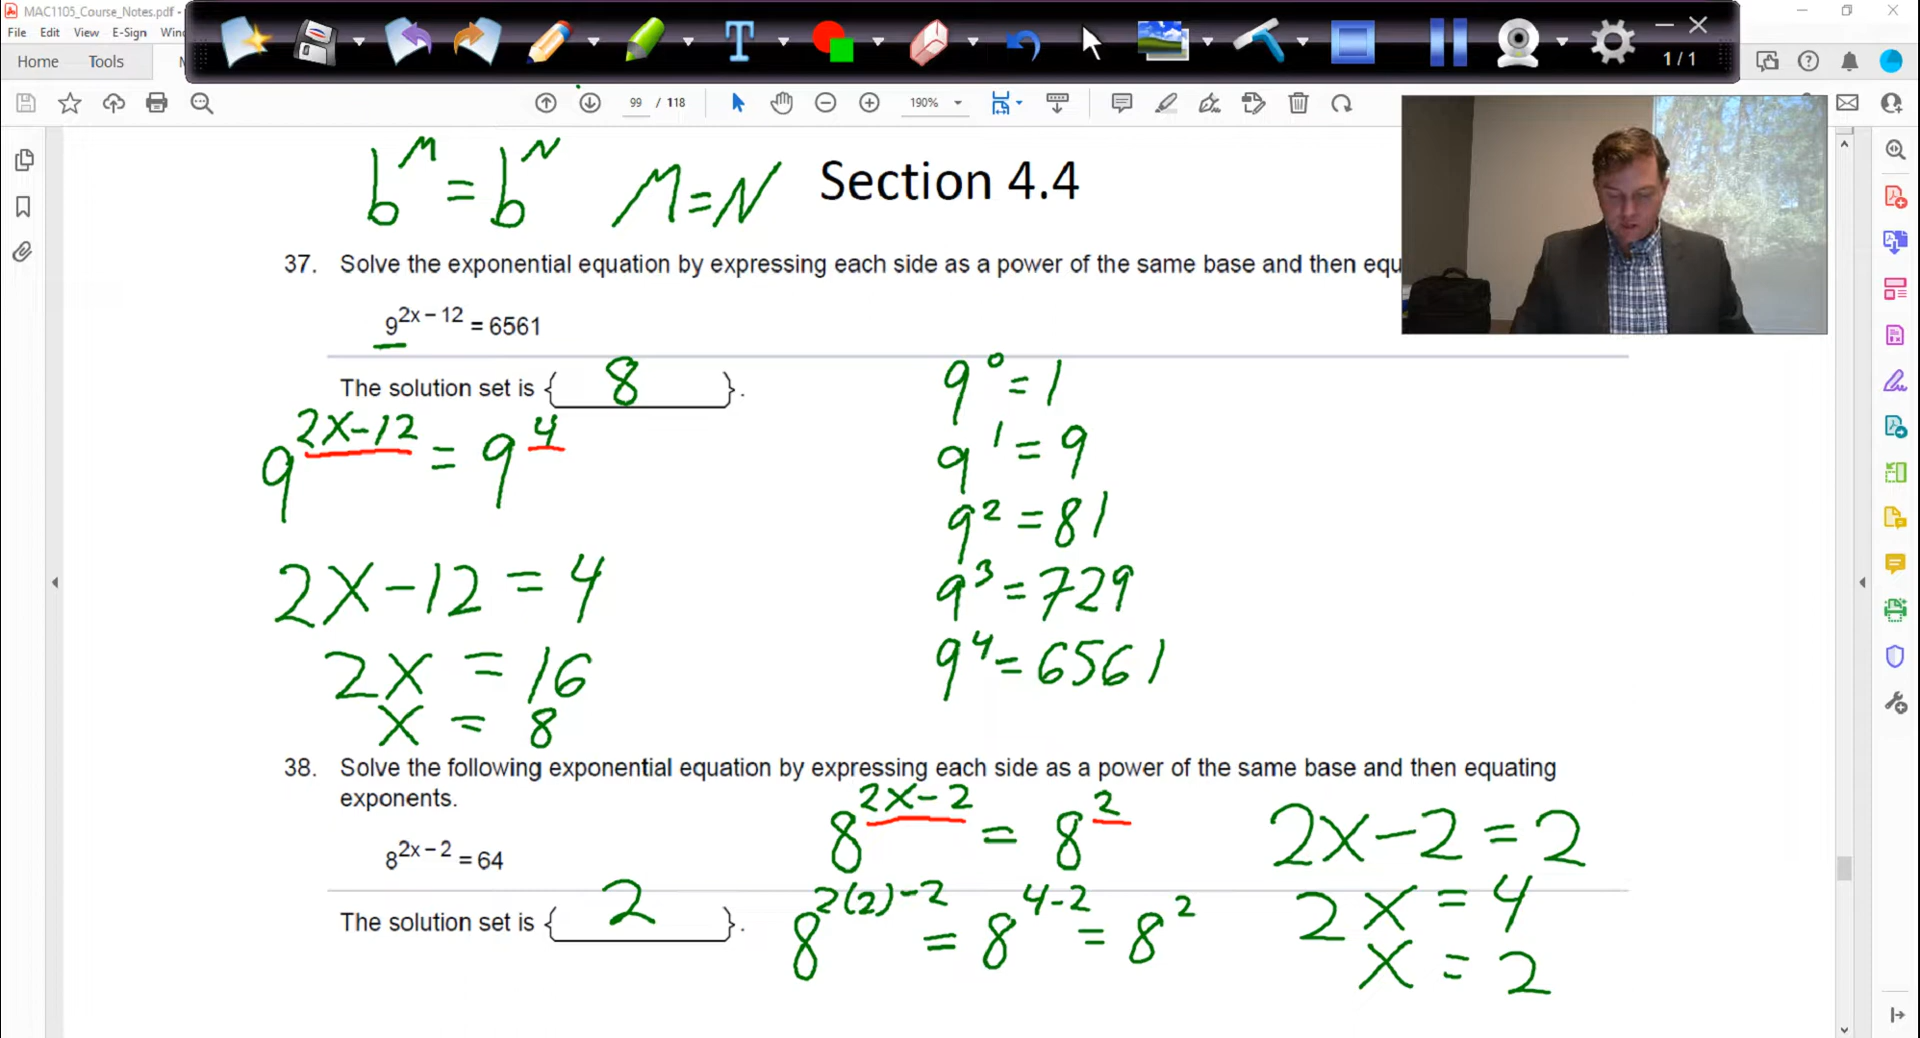 MAC1105_Course_Notes.pdf -
File Edit View E-Sign
Home Tools
1/1
99 / 118
190%
b^M = b^N M=N Section 4.4
37. Solve the exponential equation by expressing each side as a power of the same base and then equ
9^{2x – 12} = 6561
The solution set is { 8 }.
9^{2x-12} = 9^4
2x-12 = 4
2x = 16
x = 8
9^0 = 1
9^1 = 9
9^2 = 81
9^3 = 729
9^4 = 6561
38. Solve the following exponential equation by expressing each side as a power of the same base and then equating
exponents.
8^{2x – 2} = 64
The solution set is { 2 }.
8^{2x-2} = 8^2
8^{2(2)-2} = 8^{4-2} = 8^2
2x-2 = 2
2x = 4
x = 2